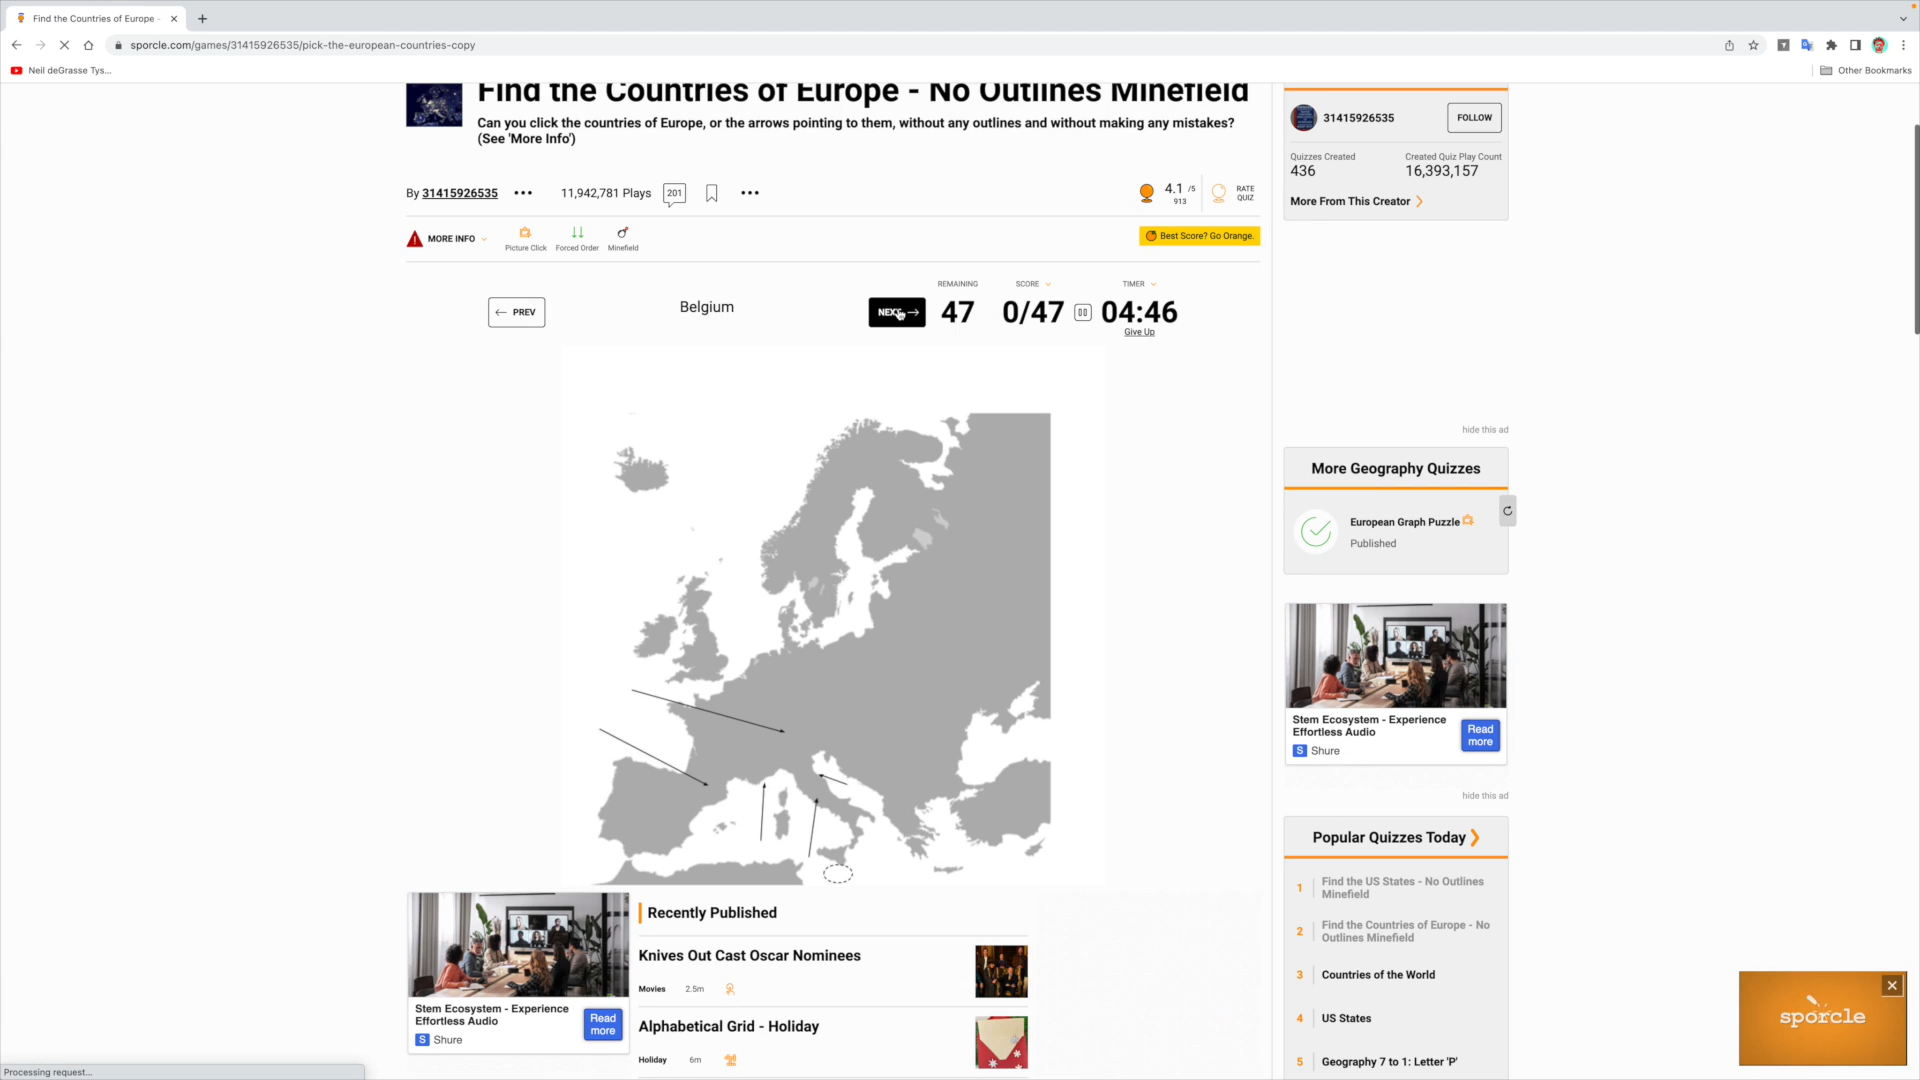 Find the Countries of Europe -
sporcle.com/games/31415926535/pick-the-european-countries-copy
Neil deGrasse Tys...
Other Bookmarks
Find the Countries of Europe - No Outlines Minefield
Can you click the countries of Europe, or the arrows pointing to them, without any outlines and without making any mistakes?
(See 'More Info')
By 31415926535
11,942,781 Plays
201
4.1 /5
913
RATE
QUIZ
MORE INFO
Picture Click
Forced Order
Minefield
Best Score? Go Orange.
PREV
Belgium
NEXT
REMAINING
47
SCORE
0/47
TIMER
04:46
Give Up
31415926535
FOLLOW
Quizzes Created
436
Created Quiz Play Count
16,393,157
More From This Creator
hide this ad
More Geography Quizzes
European Graph Puzzle
Published
Stem Ecosystem - Experience
Effortless Audio
S Shure
Read
more
hide this ad
Popular Quizzes Today
1 Find the US States - No Outlines
Minefield
2 Find the Countries of Europe - No
Outlines Minefield
3 Countries of the World
4 US States
5 Geography 7 to 1: Letter 'P'
Stem Ecosystem - Experience
Effortless Audio
S Shure
Read
more
Recently Published
Knives Out Cast Oscar Nominees
Movies 2.5m
Alphabetical Grid - Holiday
Holiday 6m
sporcle
Processing request...